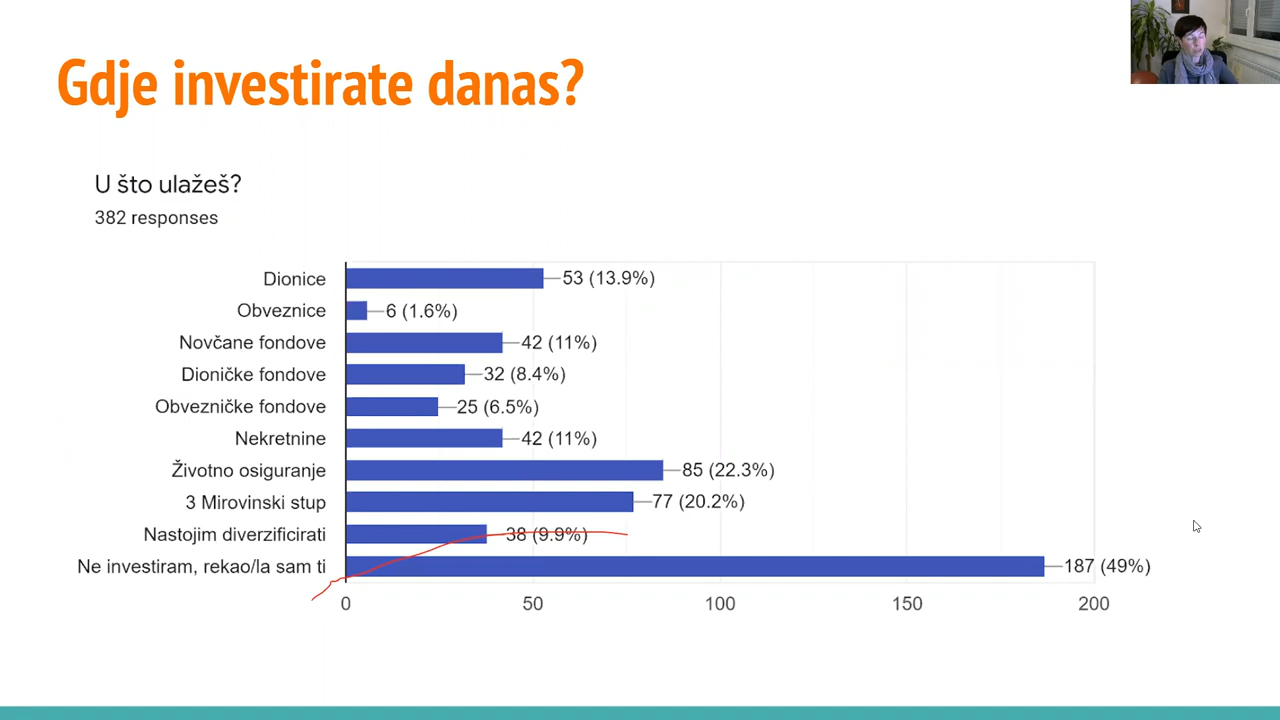 Gdje investirate danas?
U što ulažeš?
382 responses
Dionice 53 (13.9%)
Obveznice 6 (1.6%)
Novčane fondove 42 (11%)
Dioničke fondove 32 (8.4%)
Obvezničke fondove 25 (6.5%)
Nekretnine 42 (11%)
Životno osiguranje 85 (22.3%)
3 Mirovinski stup 77 (20.2%)
Nastojim diverzificirati 38 (9.9%)
Ne investiram, rekao/la sam ti 187 (49%)
0 50 100 150 200